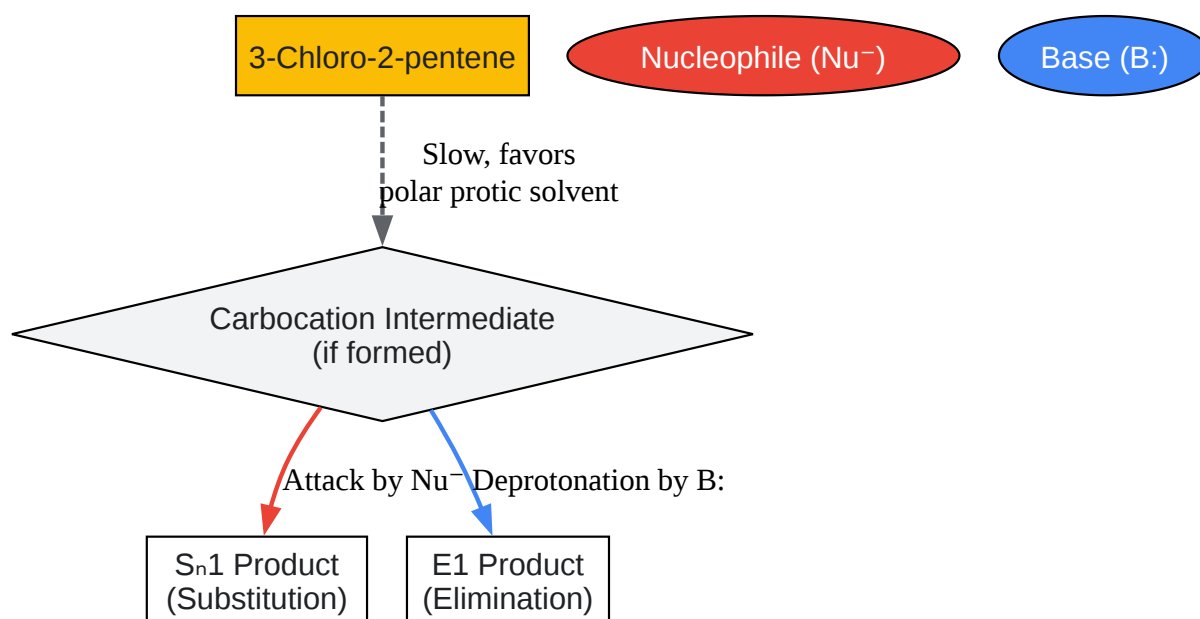 3-Chloro-2-pentene
Nucleophile (Nu⁻)
Base (B:)
Slow, favors
polar protic solvent
Carbocation Intermediate
(if formed)
Attack by Nu⁻
Deprotonation by B:
Sₙ1 Product
(Substitution)
E1 Product
(Elimination)